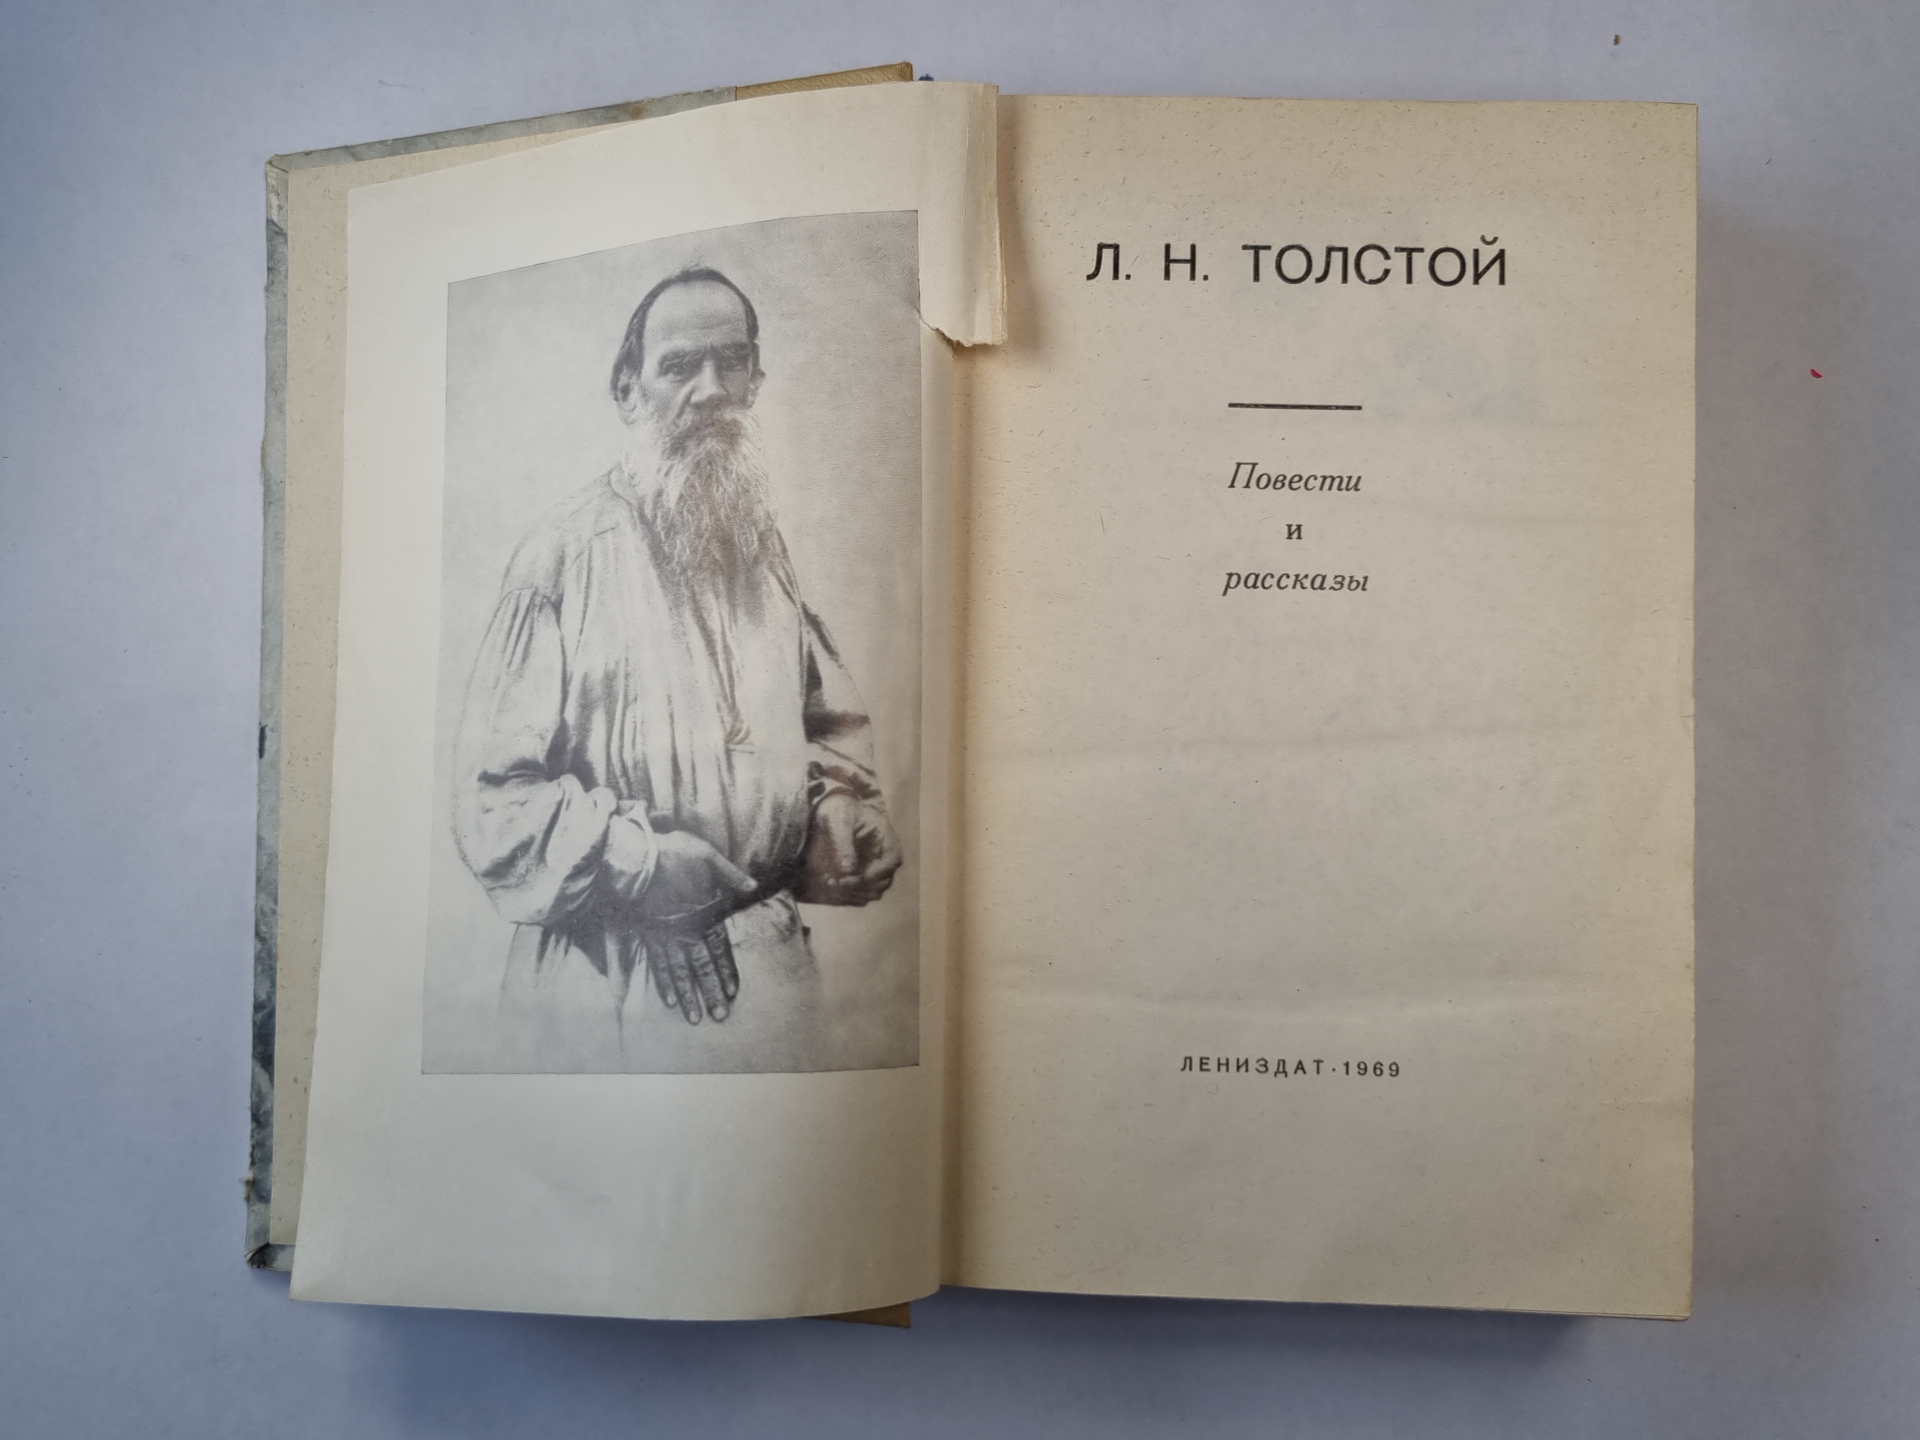 Л. Н. ТОЛСТОЙ
Повести
и
рассказы
ЛЕНИЗДАТ · 1969